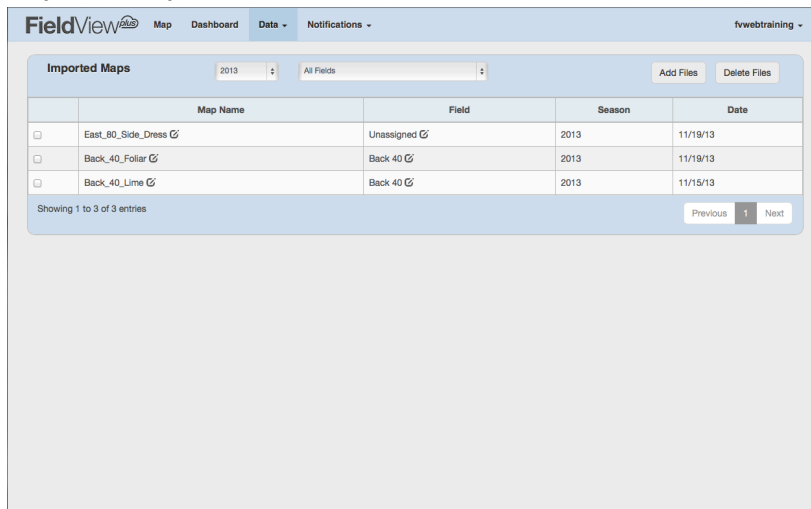 FieldView plus Map Dashboard Data Notifications fvwebtraining
Imported Maps 2013 All Fields Add Files Delete Files
Map Name Field Season Date
East_80_Side_Dress Unassigned 2013 11/19/13
Back_40_Foliar Back 40 2013 11/19/13
Back_40_Lime Back 40 2013 11/15/13
Showing 1 to 3 of 3 entries Previous 1 Next